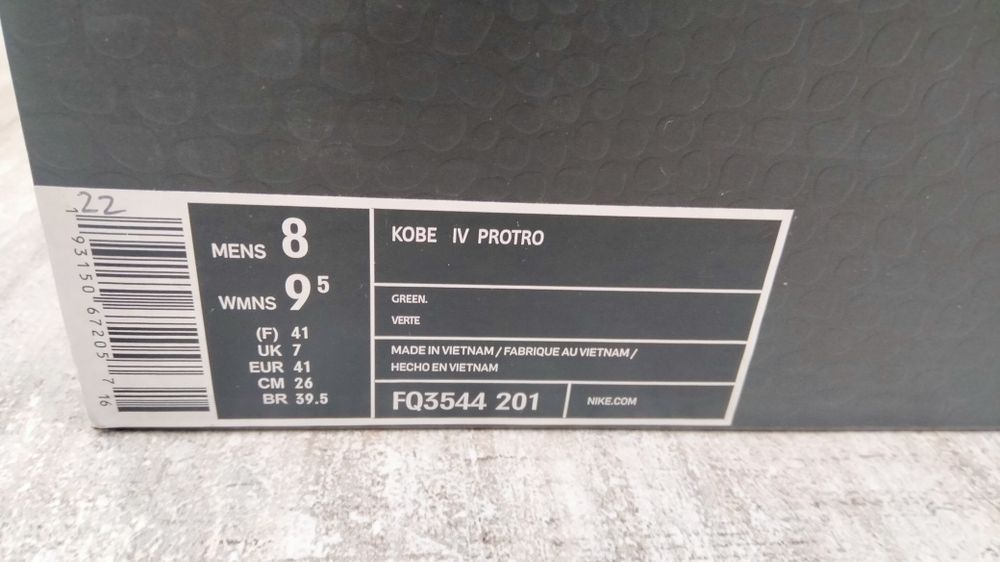 22
1 93150 67205 7 16
MENS 8
WMNS 9 5
(F) 41
UK 7
EUR 41
CM 26
BR 39.5
KOBE IV PROTRO
GREEN.
VERTE
MADE IN VIETNAM / FABRIQUE AU VIETNAM /
HECHO EN VIETNAM
FQ3544 201
NIKE.COM